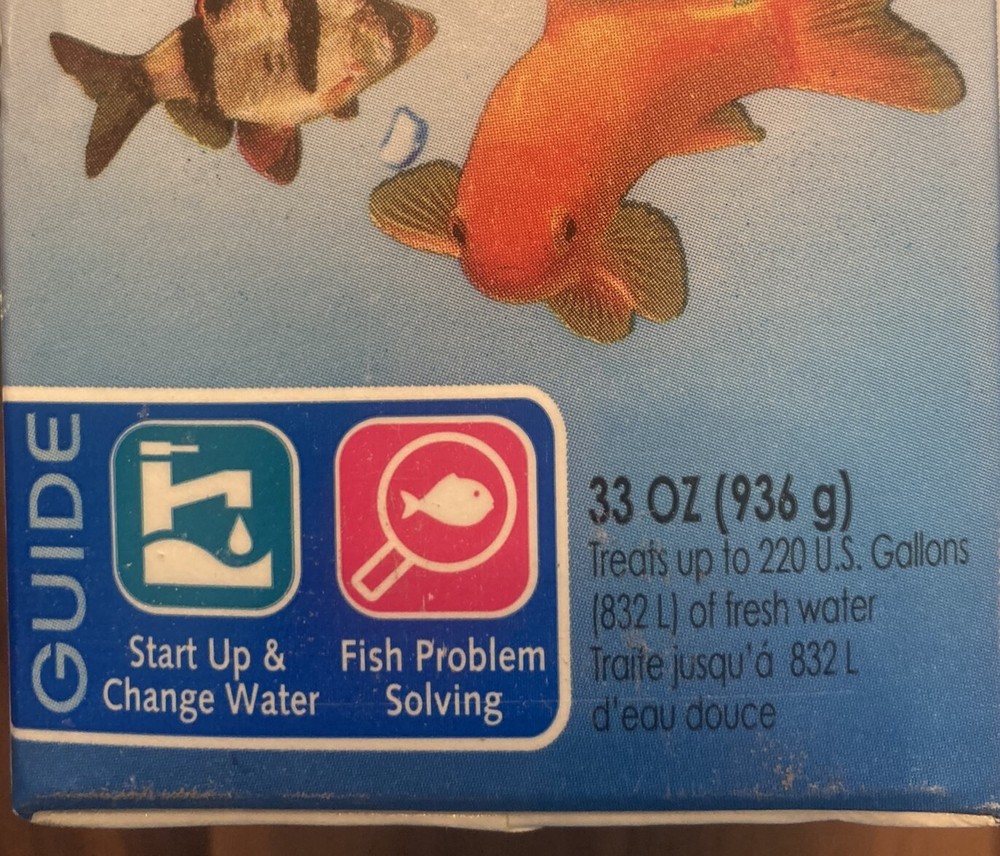 GUIDE
Start Up &
Change Water
Fish Problem
Solving
33 OZ (936 g)
Treats up to 220 U.S. Gallons
(832 L) of fresh water
Traite jusqu'á 832 L
d'eau douce